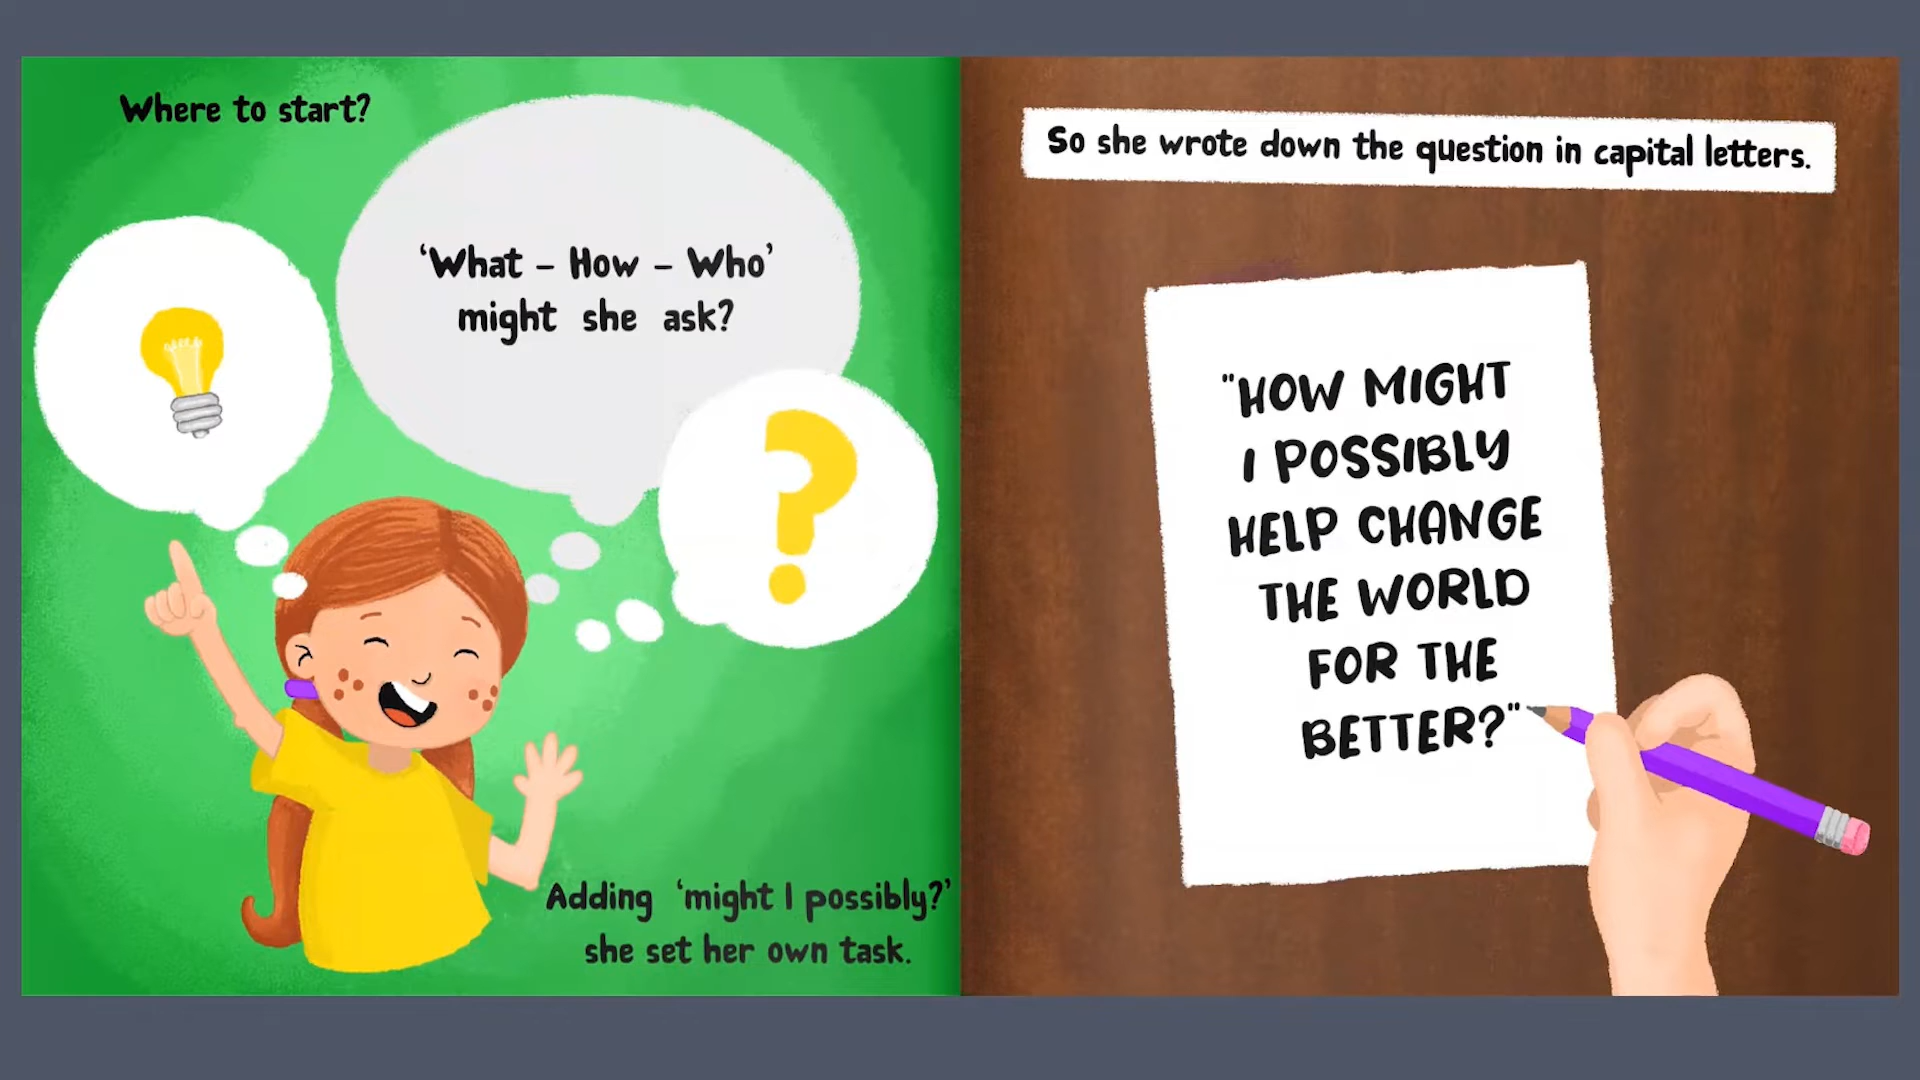 Where to start?
‘What – How – Who’
might she ask?
Adding ‘might I possibly?’
she set her own task.
So she wrote down the question in capital letters.
"HOW MIGHT
I POSSIBLY
HELP CHANGE
THE WORLD
FOR THE
BETTER?"